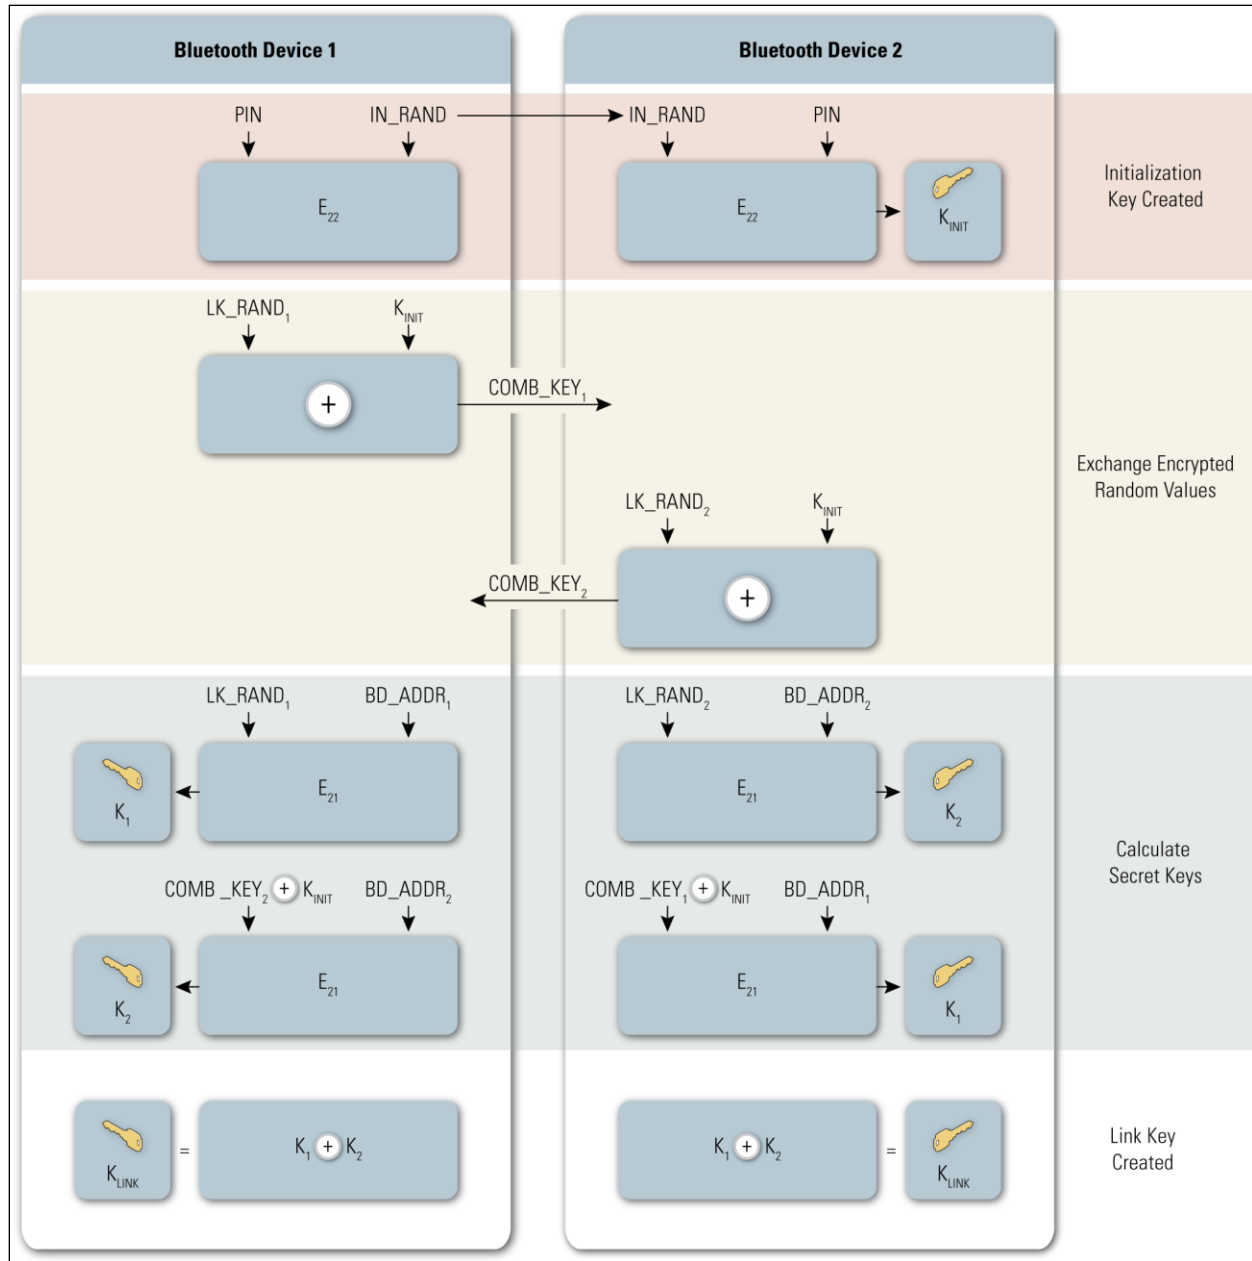 Bluetooth Device 1
Bluetooth Device 2
PIN IN_RAND IN_RAND PIN
E22
E22
KINIT
Initialization
Key Created
LK_RAND1 KINIT
+
COMB_KEY1
Exchange Encrypted
Random Values
LK_RAND2 KINIT
COMB_KEY2
+
LK_RAND1 BD_ADDR1 LK_RAND2 BD_ADDR2
K1
E21
E21
K2
Calculate
Secret Keys
COMB _KEY2 + KINIT BD_ADDR2 COMB_KEY1 + KINIT BD_ADDR1
K2
E21
E21
K1
KLINK = K1 + K2
K1 + K2 = KLINK
Link Key
Created